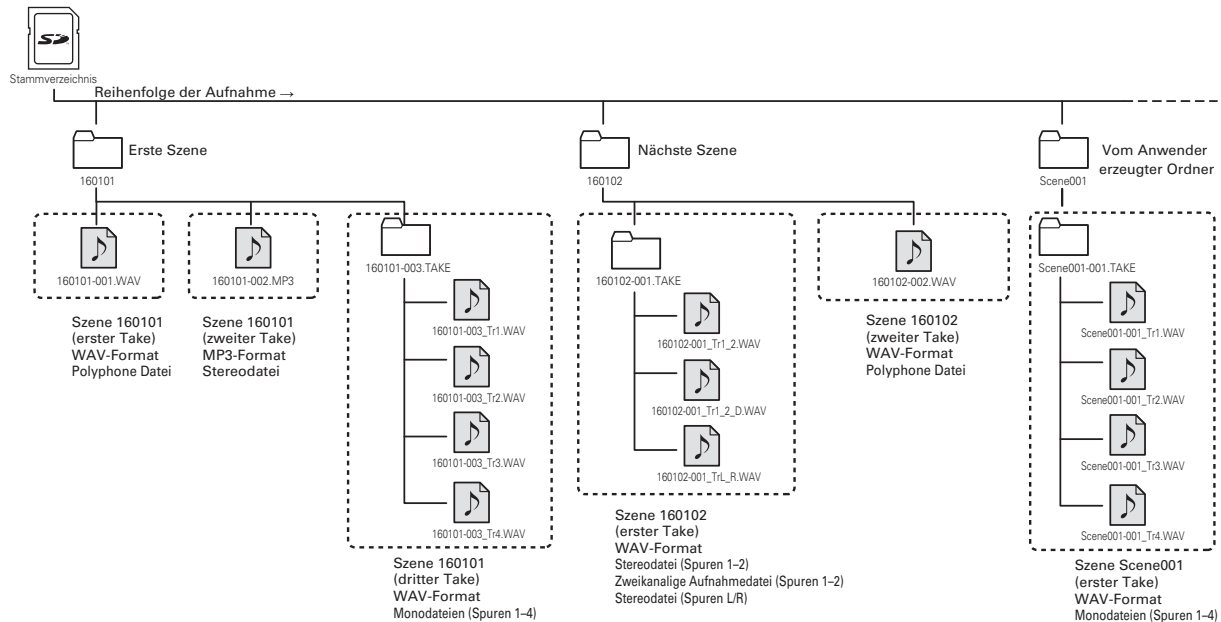 SD
Stammverzeichnis
Reihenfolge der Aufnahme →
Erste Szene
160101
Nächste Szene
160102
Vom Anwender
erzeugter Ordner
Scene001
160101-001.WAV
Szene 160101
(erster Take)
WAV-Format
Polyphone Datei
160101-002.MP3
Szene 160101
(zweiter Take)
MP3-Format
Stereodatei
160101-003.TAKE
160101-003_Tr1.WAV
160101-003_Tr2.WAV
160101-003_Tr3.WAV
160101-003_Tr4.WAV
Szene 160101
(dritter Take)
WAV-Format
Monodateien (Spuren 1–4)
160102-001.TAKE
160102-001_Tr1_2.WAV
160102-001_Tr1_2_D.WAV
160102-001_TrL_R.WAV
Szene 160102
(erster Take)
WAV-Format
Stereodatei (Spuren 1–2)
Zweikanalige Aufnahmedatei (Spuren 1–2)
Stereodatei (Spuren L/R)
160102-002.WAV
Szene 160102
(zweiter Take)
WAV-Format
Polyphone Datei
Scene001-001.TAKE
Scene001-001_Tr1.WAV
Scene001-001_Tr2.WAV
Scene001-001_Tr3.WAV
Scene001-001_Tr4.WAV
Szene Scene001
(erster Take)
WAV-Format
Monodateien (Spuren 1–4)